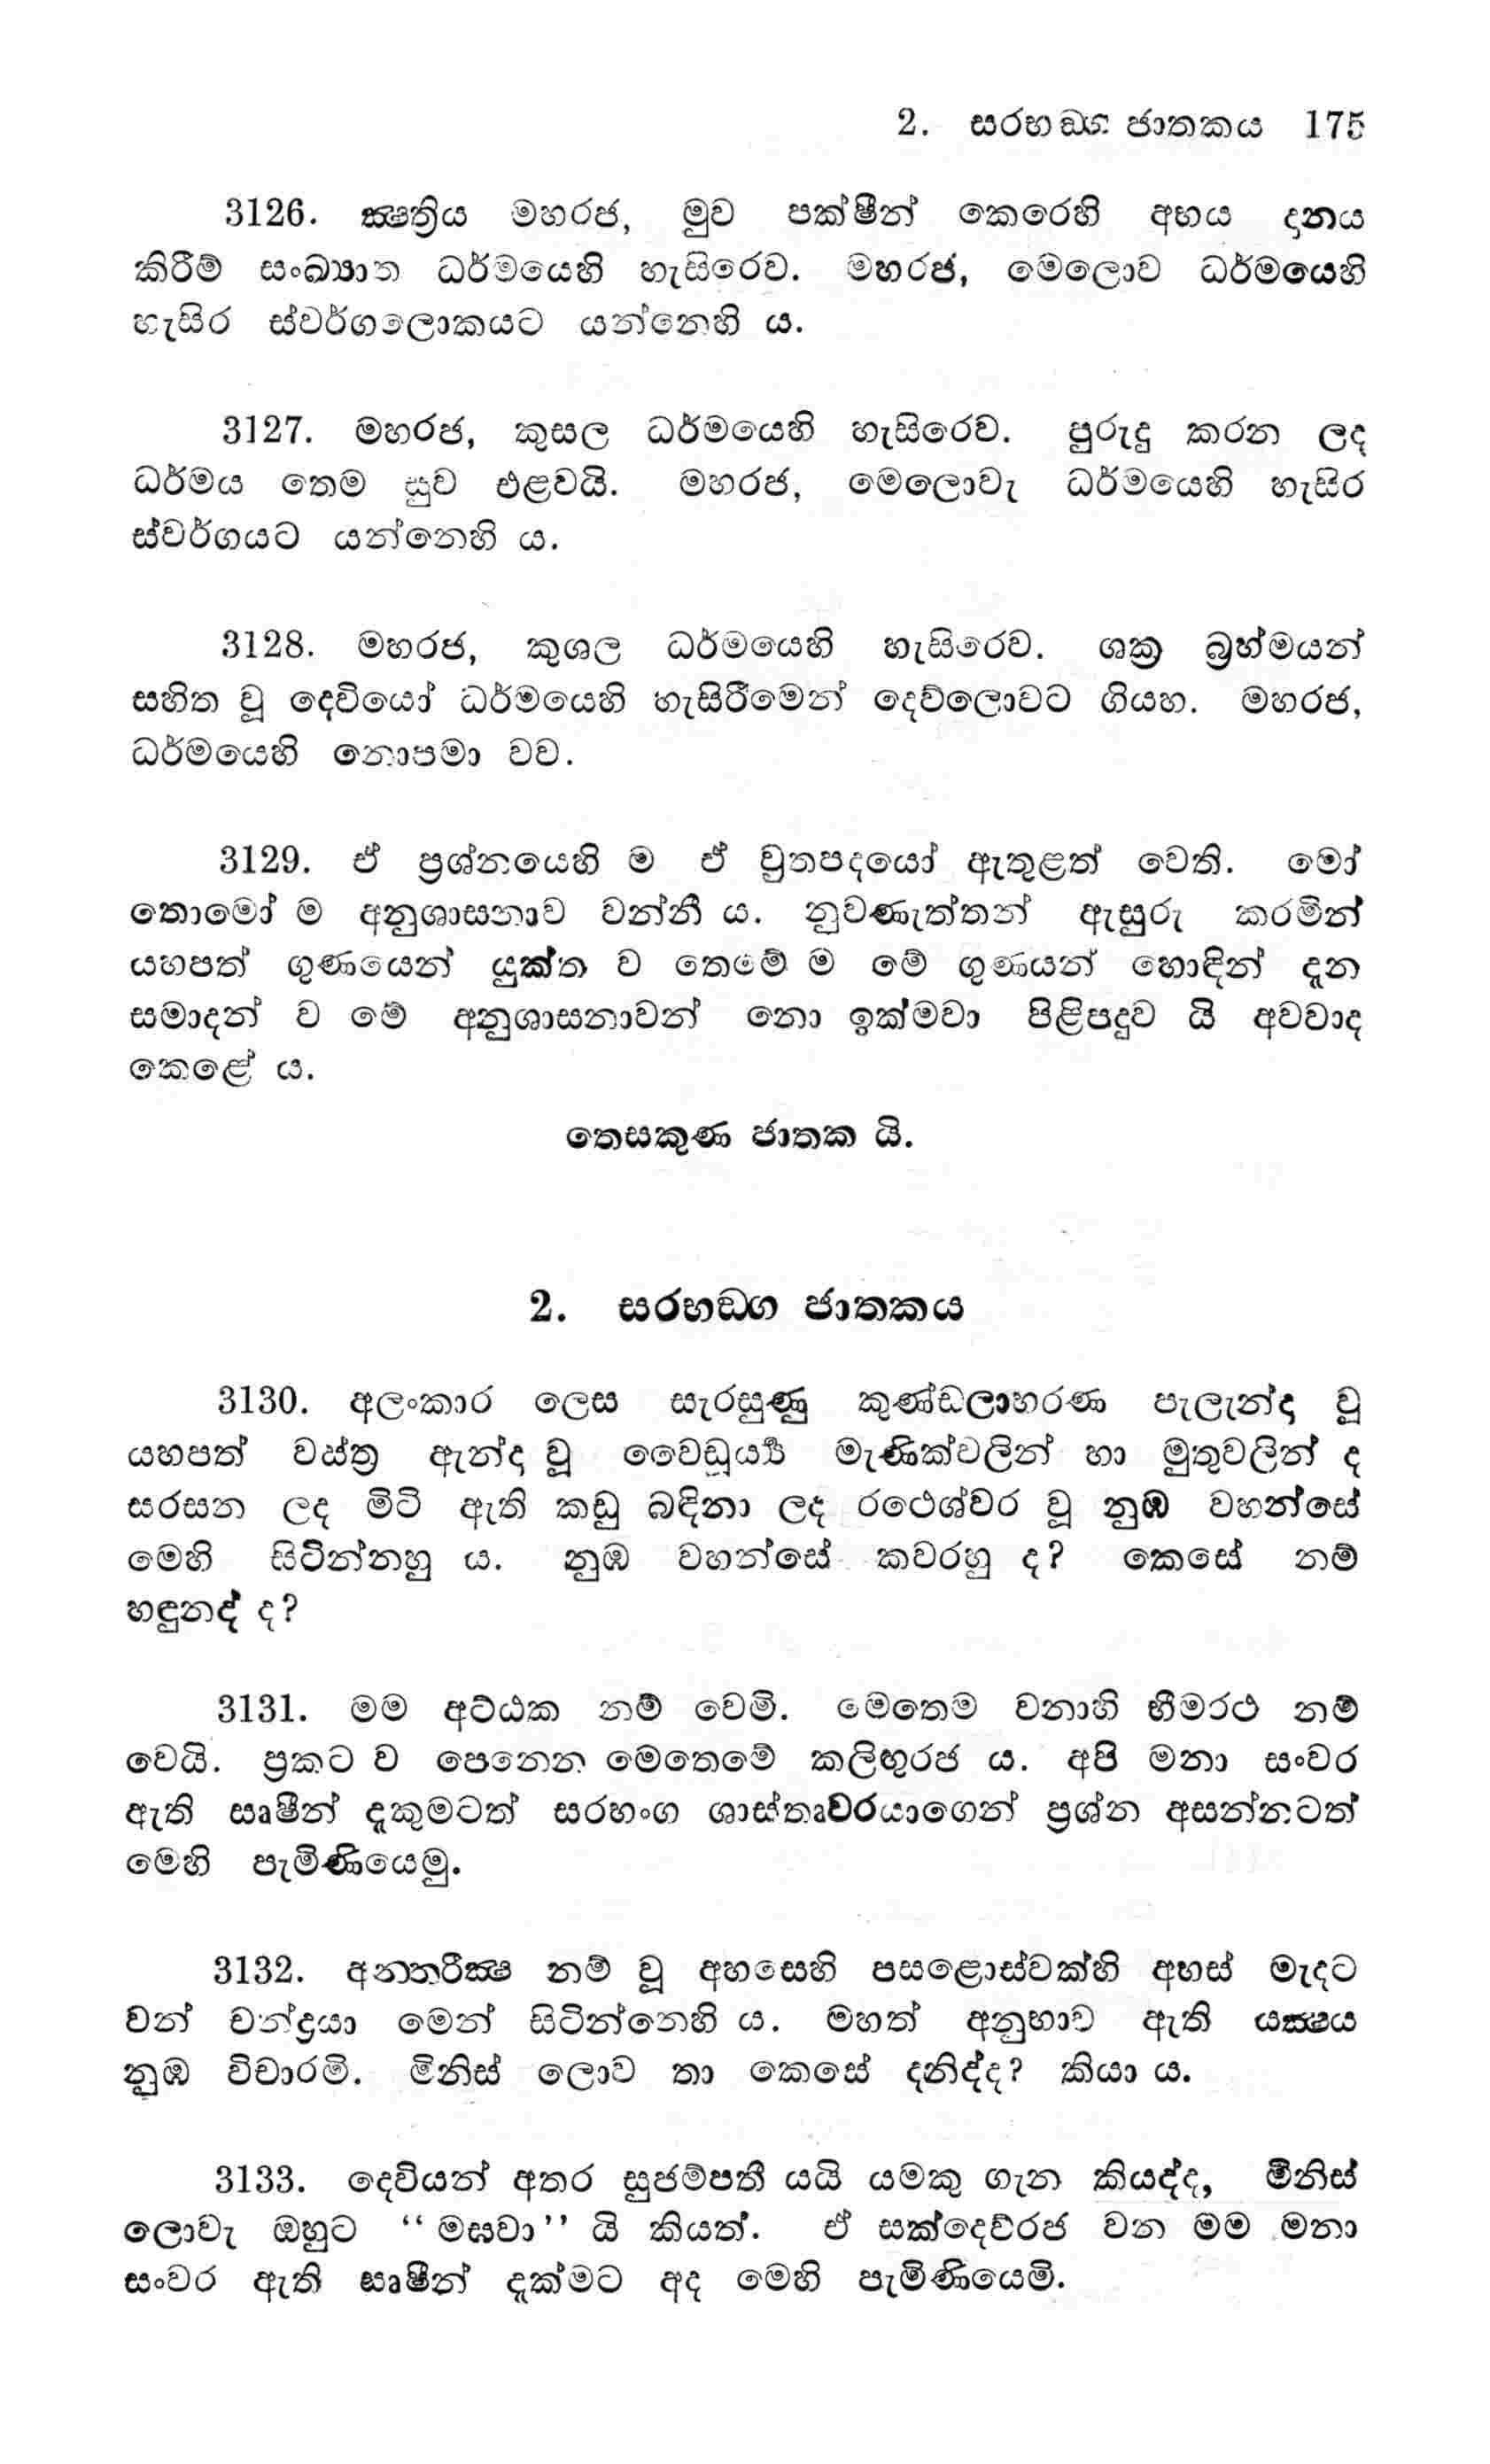 2. සරභඞ්ග ජාතකය 175
3126. ක්‍ෂත්‍රිය මහරජ, මුව පක්ෂීන් කෙරෙහි අභය දානය
කිරීම් සංඛ්‍යාත ධර්මයෙහි හැසිරෙව. මහරජ, මෙලොව ධර්මයෙහි
හැසිර ස්වර්ගලොකයට යන්නෙහි ය.
3127. මහරජ, කුසල ධර්මයෙහි හැසිරෙව. පුරුදු කරන ලද
ධර්මය තෙම සුව එළවයි. මහරජ, මෙලොවැ ධර්මයෙහි හැසිර
ස්වර්ගයට යන්නෙහි ය.
3128. මහරජ, කුශල ධර්මයෙහි හැසිරෙව. ශක්‍ර බ්‍රහ්මයන්
සහිත වූ දෙවියෝ ධර්මයෙහි හැසිරීමෙන් දෙව්ලොවට ගියහ. මහරජ,
ධර්මයෙහි නොපමා වව.
3129. ඒ ප්‍රශ්නයෙහි ම ඒ ව්‍රතපදයෝ ඇතුළත් වෙති. මෝ
තොමෝ ම අනුශාසනාව වන්නී ය. නුවණැත්තන් ඇසුරු කරමින්
යහපත් ගුණයෙන් යුක්ත ව තෙමේ ම මේ ගුණයන් හොඳින් දැන
සමාදන් ව මේ අනුශාසනාවන් නො ඉක්මවා පිළිපදුව යි අවවාද
කෙළේ ය.
තෙසකුණ ජාතක යි.
2. සරභඞ්ග ජාතකය
3130. අලංකාර ලෙස සැරසුණු කුණ්ඩලාභරණ පැලැන්දා වූ
යහපත් වස්ත්‍ර ඇන්දා වූ වෛඩූර්‍ය්‍ය මැණික්වලින් හා මුතුවලින් ද
සරසන ලද මිටි ඇති කඩු බඳිනා ලද රථෙශ්වර වූ නුඹ වහන්සේ
මෙහි සිටින්නහු ය. නුඹ වහන්සේ කවරහු ද? කෙසේ නම්
හඳුනද් ද?
3131. මම අට්ඨක නම් වෙමි. මෙතෙම වනාහි භීමරථ නම්
වෙයි. ප්‍රකට ව පෙනෙන මෙතෙමේ කලිඟුරජ ය. අපි මනා සංවර
ඇති ඍෂීන් දැකුමටත් සරභංග ශාස්තෘවරයාගෙන් ප්‍රශ්න අසන්නටත්
මෙහි පැමිණියෙමු.
3132. අන්තරීක්‍ෂ නම් වූ අහසෙහි පසළොස්වක්හි අහස් මැදට
වන් චන්ද්‍රයා මෙන් සිටින්නෙහි ය. මහත් අනුභාව ඇති යක්‍ෂය
නුඹ විචාරමි. මිනිස් ලොව තා කෙසේ දනිද්ද? කියා ය.
3133. දෙවියන් අතර සුජම්පතී යයි යමකු ගැන කියද්ද, මිනිස්
ලොවැ ඔහුට “මඝවා” යි කියත්. ඒ සක්දෙව්රජ වන මම මනා
සංවර ඇති ඍෂීන් දැක්මට අද මෙහි පැමිණියෙමි.